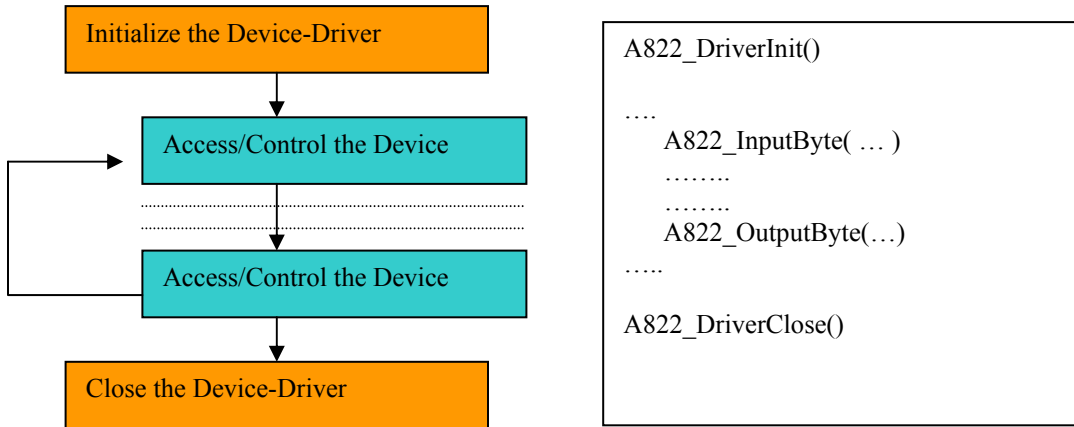 Initialize the Device-Driver
Access/Control the Device
Access/Control the Device
Close the Device-Driver
A822_DriverInit()
….
A822_InputByte( … )
……..
……..
A822_OutputByte(…)
…..
A822_DriverClose()